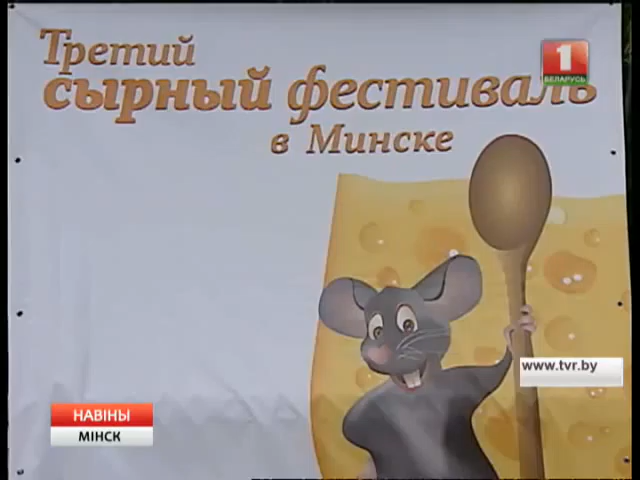 Третий
сырный фестиваль
в Минске
1
БЕЛАРУСЬ
www.tvr.by
НАВІНЫ
МІНСК